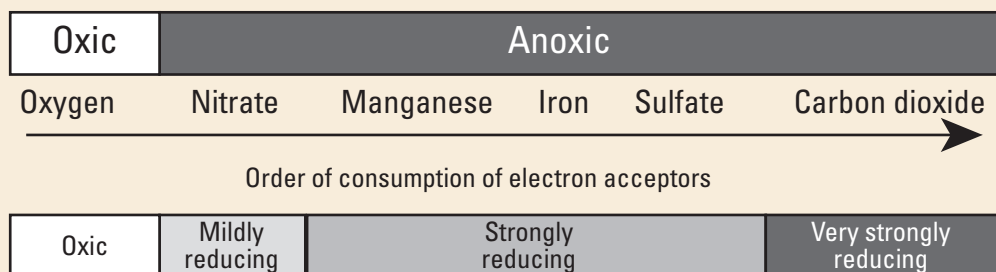 Oxic Anoxic
Oxygen Nitrate Manganese Iron Sulfate Carbon dioxide
Order of consumption of electron acceptors
Oxic
Mildly
reducing
Strongly
reducing
Very strongly
reducing